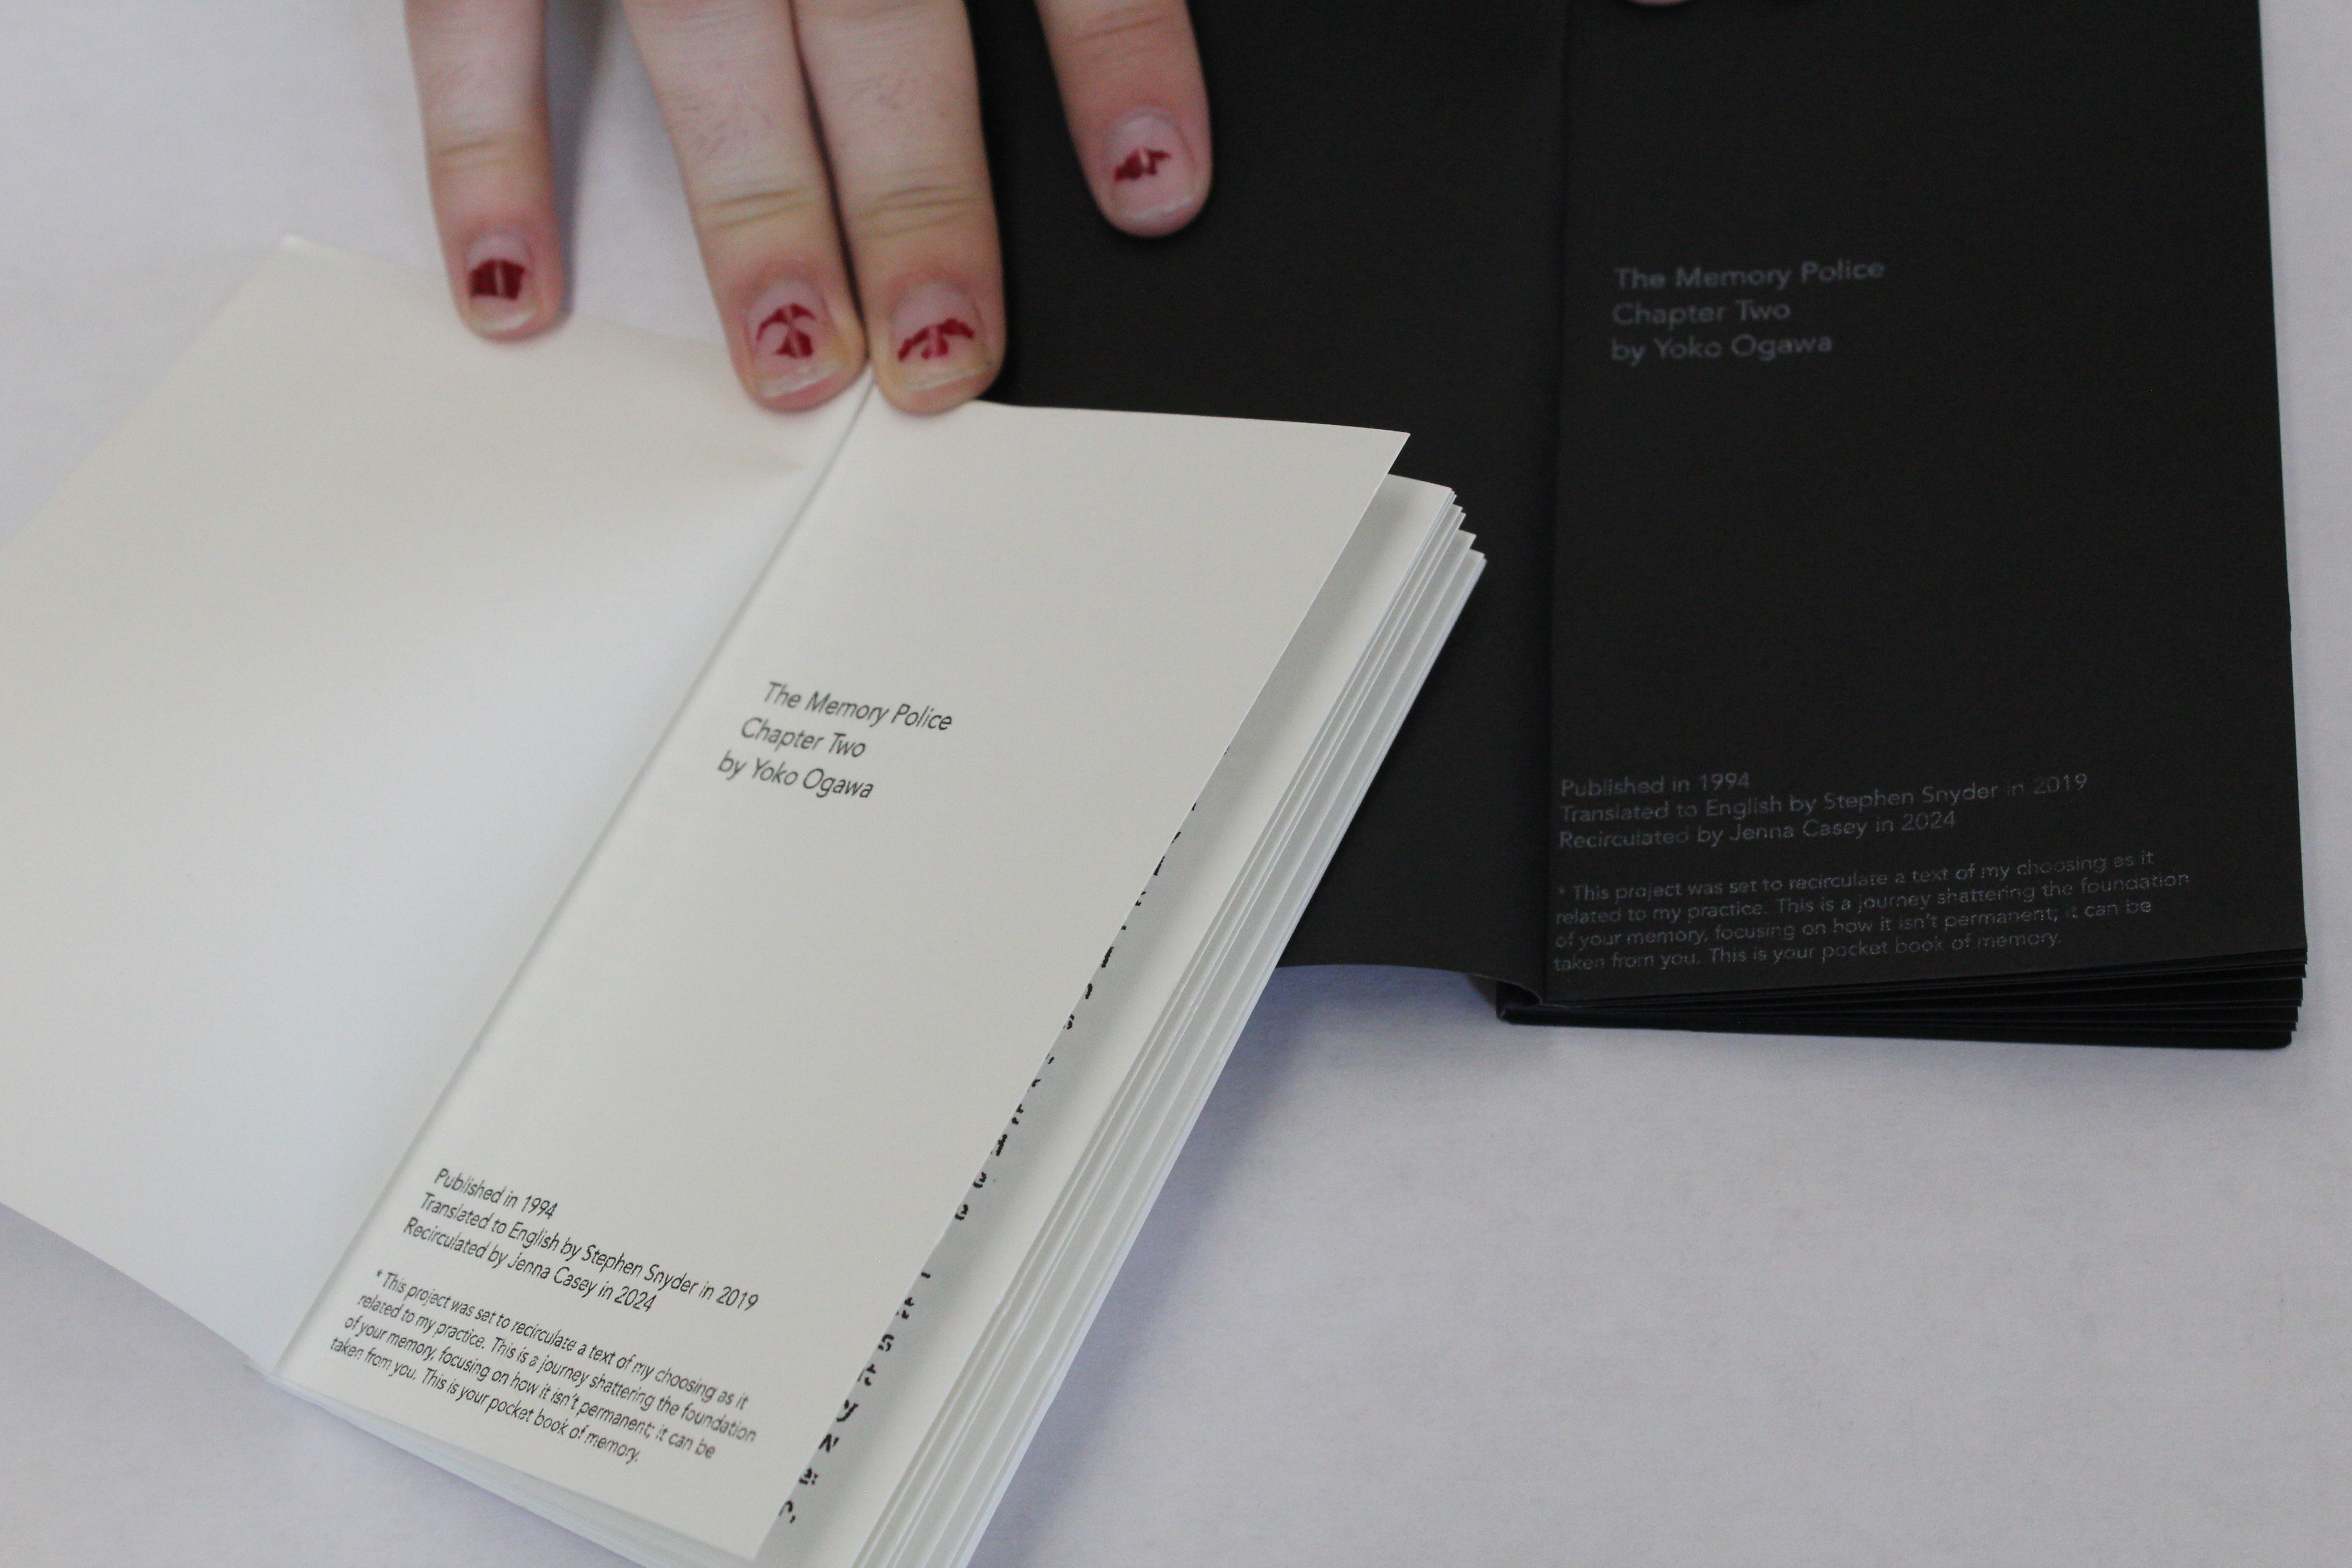 The Memory Police
Chapter Two
by Yoko Ogawa
Published in 1994
Translated to English by Stephen Snyder in 2019
Recirculated by Jenna Casey in 2024
* This project was set to recirculate a text of my choosing as it
related to my practice. This is a journey shattering the foundation
of your memory, focusing on how it isn't permanent; it can be
taken from you. This is your pocket book of memory.
The Memory Police
Chapter Two
by Yoko Ogawa
Published in 1994
Translated to English by Stephen Snyder in 2019
Recirculated by Jenna Casey in 2024
* This project was set to recirculate a text of my choosing as it
related to my practice. This is a journey shattering the foundation
of your memory, focusing on how it isn't permanent; it can be
taken from you. This is your pocket book of memory.